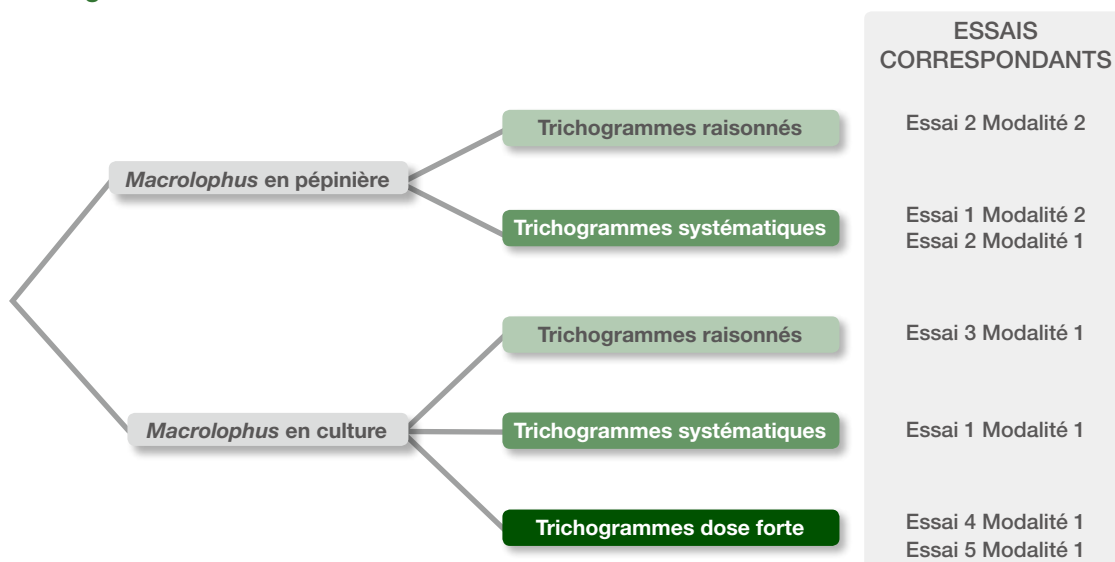 ESSAIS
CORRESPONDANTS
Trichogrammes raisonnés
Essai 2 Modalité 2
Macrolophus en pépinière
Trichogrammes systématiques
Essai 1 Modalité 2
Essai 2 Modalité 1
Trichogrammes raisonnés
Essai 3 Modalité 1
Macrolophus en culture
Trichogrammes systématiques
Essai 1 Modalité 1
Trichogrammes dose forte
Essai 4 Modalité 1
Essai 5 Modalité 1